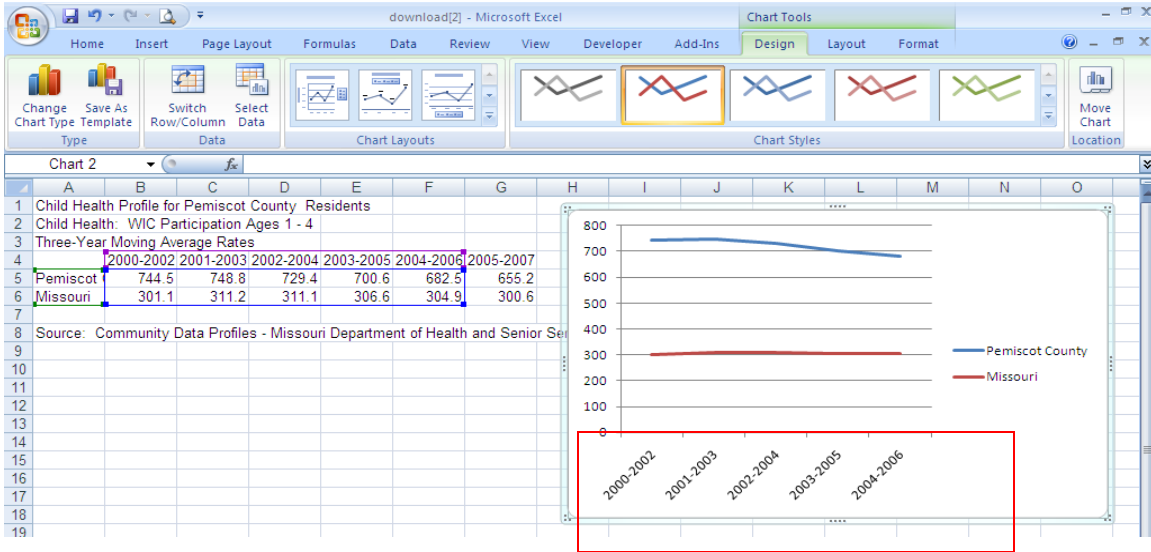 download[2] - Microsoft Excel
Chart Tools
Home Insert Page Layout Formulas Data Review View Developer Add-Ins Design Layout Format
Change Chart Type
Save As Template
Switch Row/Column
Select Data
Move Chart
Type Data Chart Layouts Chart Styles Location
Chart 2 fx
A B C D E F G H I J K L M N O
1 Child Health Profile for Pemiscot County Residents
2 Child Health: WIC Participation Ages 1 - 4
3 Three-Year Moving Average Rates
4 2000-2002 2001-2003 2002-2004 2003-2005 2004-2006 2005-2007
5 Pemiscot 744.5 748.8 729.4 700.6 682.5 655.2
6 Missouri 301.1 311.2 311.1 306.6 304.9 300.6
7
8 Source: Community Data Profiles - Missouri Department of Health and Senior Ser
9
10
11
12
13
14
15
16
17
18
19
800
700
600
500
400
300
200
100
0
2000-2002 2001-2003 2002-2004 2003-2005 2004-2006
Pemiscot County
Missouri